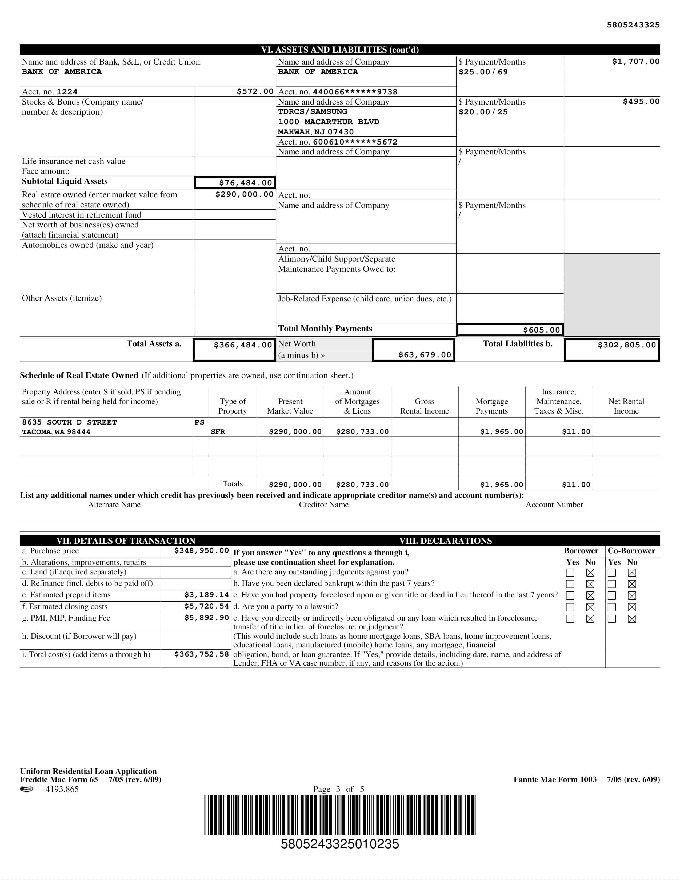 5805243325
VI. ASSETS AND LIABILITIES (cont'd)
Name and address of Bank, S&L, or Credit Union
BANK OF AMERICA
Name and address of Company
BANK OF AMERICA
$ Payment/Months
$25.00/69
$1,707.00
Acct. no. 1224 $572.00 Acct. no. 440066******9738
Stocks & Bonds (Company name/
number & description)
Name and address of Company
TDRCS/SAMSUNG
1000 MACARTHUR BLVD
MAHWAH, NJ 07430
Acct. no. 600610******5672
$ Payment/Months
$20.00/25
$495.00
Name and address of Company
$ Payment/Months
/
Life insurance net cash value
Face amount:
Subtotal Liquid Assets $76,484.00
Real estate owned (enter market value from
schedule of real estate owned)
$290,000.00 Acct. no.
Name and address of Company
$ Payment/Months
/
Vested interest in retirement fund
Net worth of business(es) owned
(attach financial statement)
Automobiles owned (make and year)
Acct. no.
Alimony/Child Support/Separate
Maintenance Payments Owed to:
Other Assets (itemize)
Job-Related Expense (child care, union dues, etc.)
Total Monthly Payments $605.00
Total Assets a. $366,484.00 Net Worth
(a minus b) » $63,679.00
Total Liabilities b. $302,805.00
Schedule of Real Estate Owned (If additional properties are owned, use continuation sheet.)
Property Address (enter S if sold, PS if pending
sale or R if rental being held for income)
Type of
Property
Present
Market Value
Amount
of Mortgages
& Liens
Gross
Rental Income
Mortgage
Payments
Insurance,
Maintenance,
Taxes & Misc.
Net Rental
Income
8635 SOUTH D STREET PS
TACOMA, WA 98444 SFR $290,000.00 $280,733.00 $1,965.00 $11.00
Totals $290,000.00 $280,733.00 $1,965.00 $11.00
List any additional names under which credit has previously been received and indicate appropriate creditor name(s) and account number(s):
Alternate Name Creditor Name Account Number
VII. DETAILS OF TRANSACTION VIII. DECLARATIONS
a. Purchase price $348,950.00
b. Alterations, improvements, repairs
c. Land (if acquired separately)
d. Refinance (incl. debts to be paid off)
e. Estimated prepaid items $3,189.14
f. Estimated closing costs $5,720.54
g. PMI, MIP, Funding Fee $5,892.90
h. Discount (if Borrower will pay)
i. Total cost(s) (add items a through h) $363,752.58
If you answer "Yes" to any questions a through i,
please use continuation sheet for explanation.
Borrower Co-Borrower
Yes No Yes No
a. Are there any outstanding judgments against you?
b. Have you been declared bankrupt within the past 7 years?
c. Have you had property foreclosed upon or given title or deed in lieu thereof in the last 7 years?
d. Are you a party to a lawsuit?
e. Have you directly or indirectly been obligated on any loan which resulted in foreclosure,
transfer of title in lieu of foreclosure, or judgment?
(This would include such loans as home mortgage loans, SBA loans, home improvement loans,
educational loans, manufactured (mobile) home loans, any mortgage, financial
obligation, bond, or loan guarantee. If "Yes," provide details, including date, name, and address of
Lender, FHA or VA case number, if any, and reasons for the action.)
Uniform Residential Loan Application
Freddie Mac Form 65 7/05 (rev. 6/09) Fannie Mae Form 1003 7/05 (rev. 6/09)
4193.865 Page 3 of 5
5805243325010235